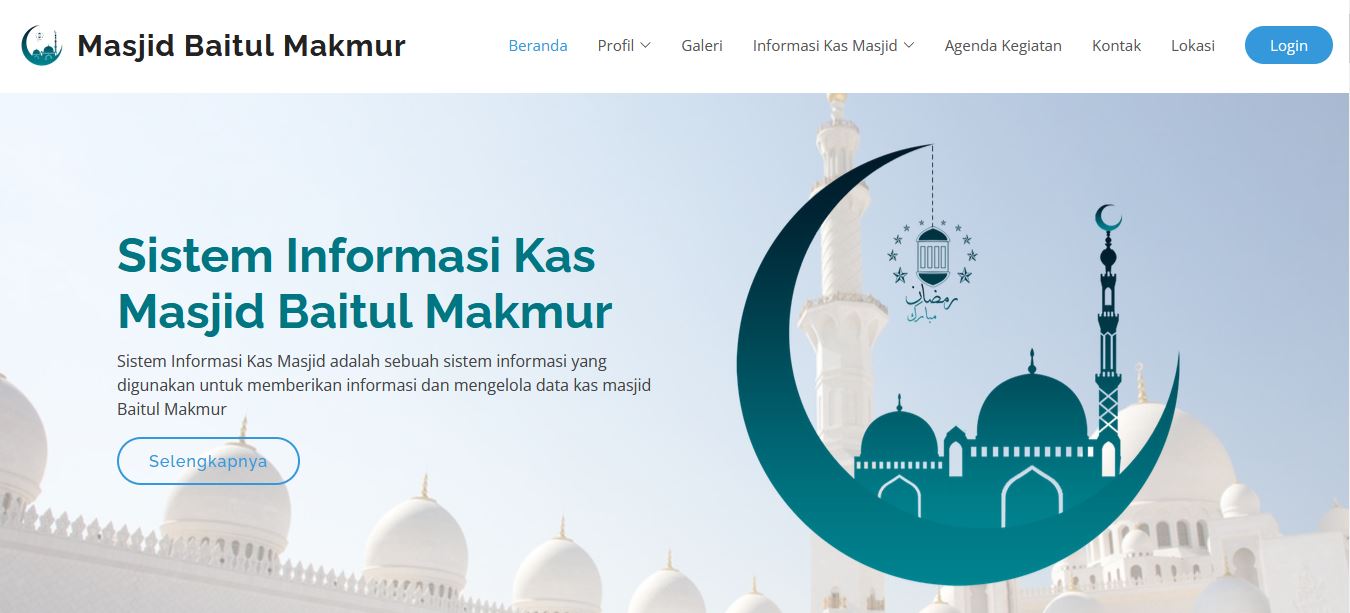 Masjid Baitul Makmur
Beranda
Profil
Galeri
Informasi Kas Masjid
Agenda Kegiatan
Kontak
Lokasi
Login
Sistem Informasi Kas
Masjid Baitul Makmur
Sistem Informasi Kas Masjid adalah sebuah sistem informasi yang
digunakan untuk memberikan informasi dan mengelola data kas masjid
Baitul Makmur
Selengkapnya
رمضان
مبارك